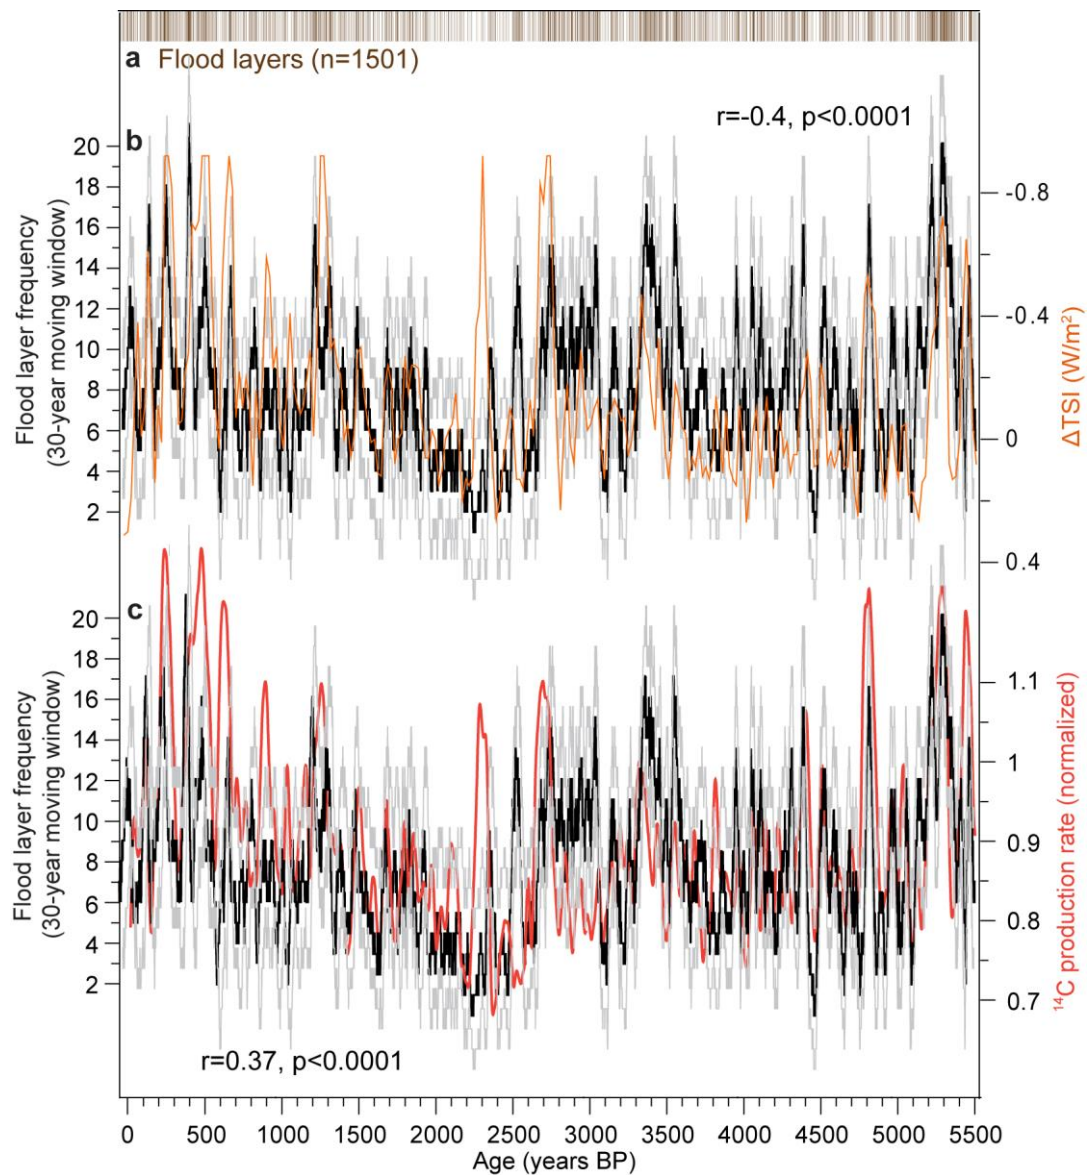 a Flood layers (n=1501)
b
r=-0.4, p<0.0001
20
18
16
14
12
10
8
6
4
2
Flood layer frequency
(30-year moving window)
-0.8
-0.4
0
0.4
ΔTSI (W/m²)
c
20
18
16
14
12
10
8
6
4
2
Flood layer frequency
(30-year moving window)
1.1
1
0.9
0.8
0.7
¹⁴C production rate (normalized)
r=0.37, p<0.0001
0 500 1000 1500 2000 2500 3000 3500 4000 4500 5000 5500
Age (years BP)